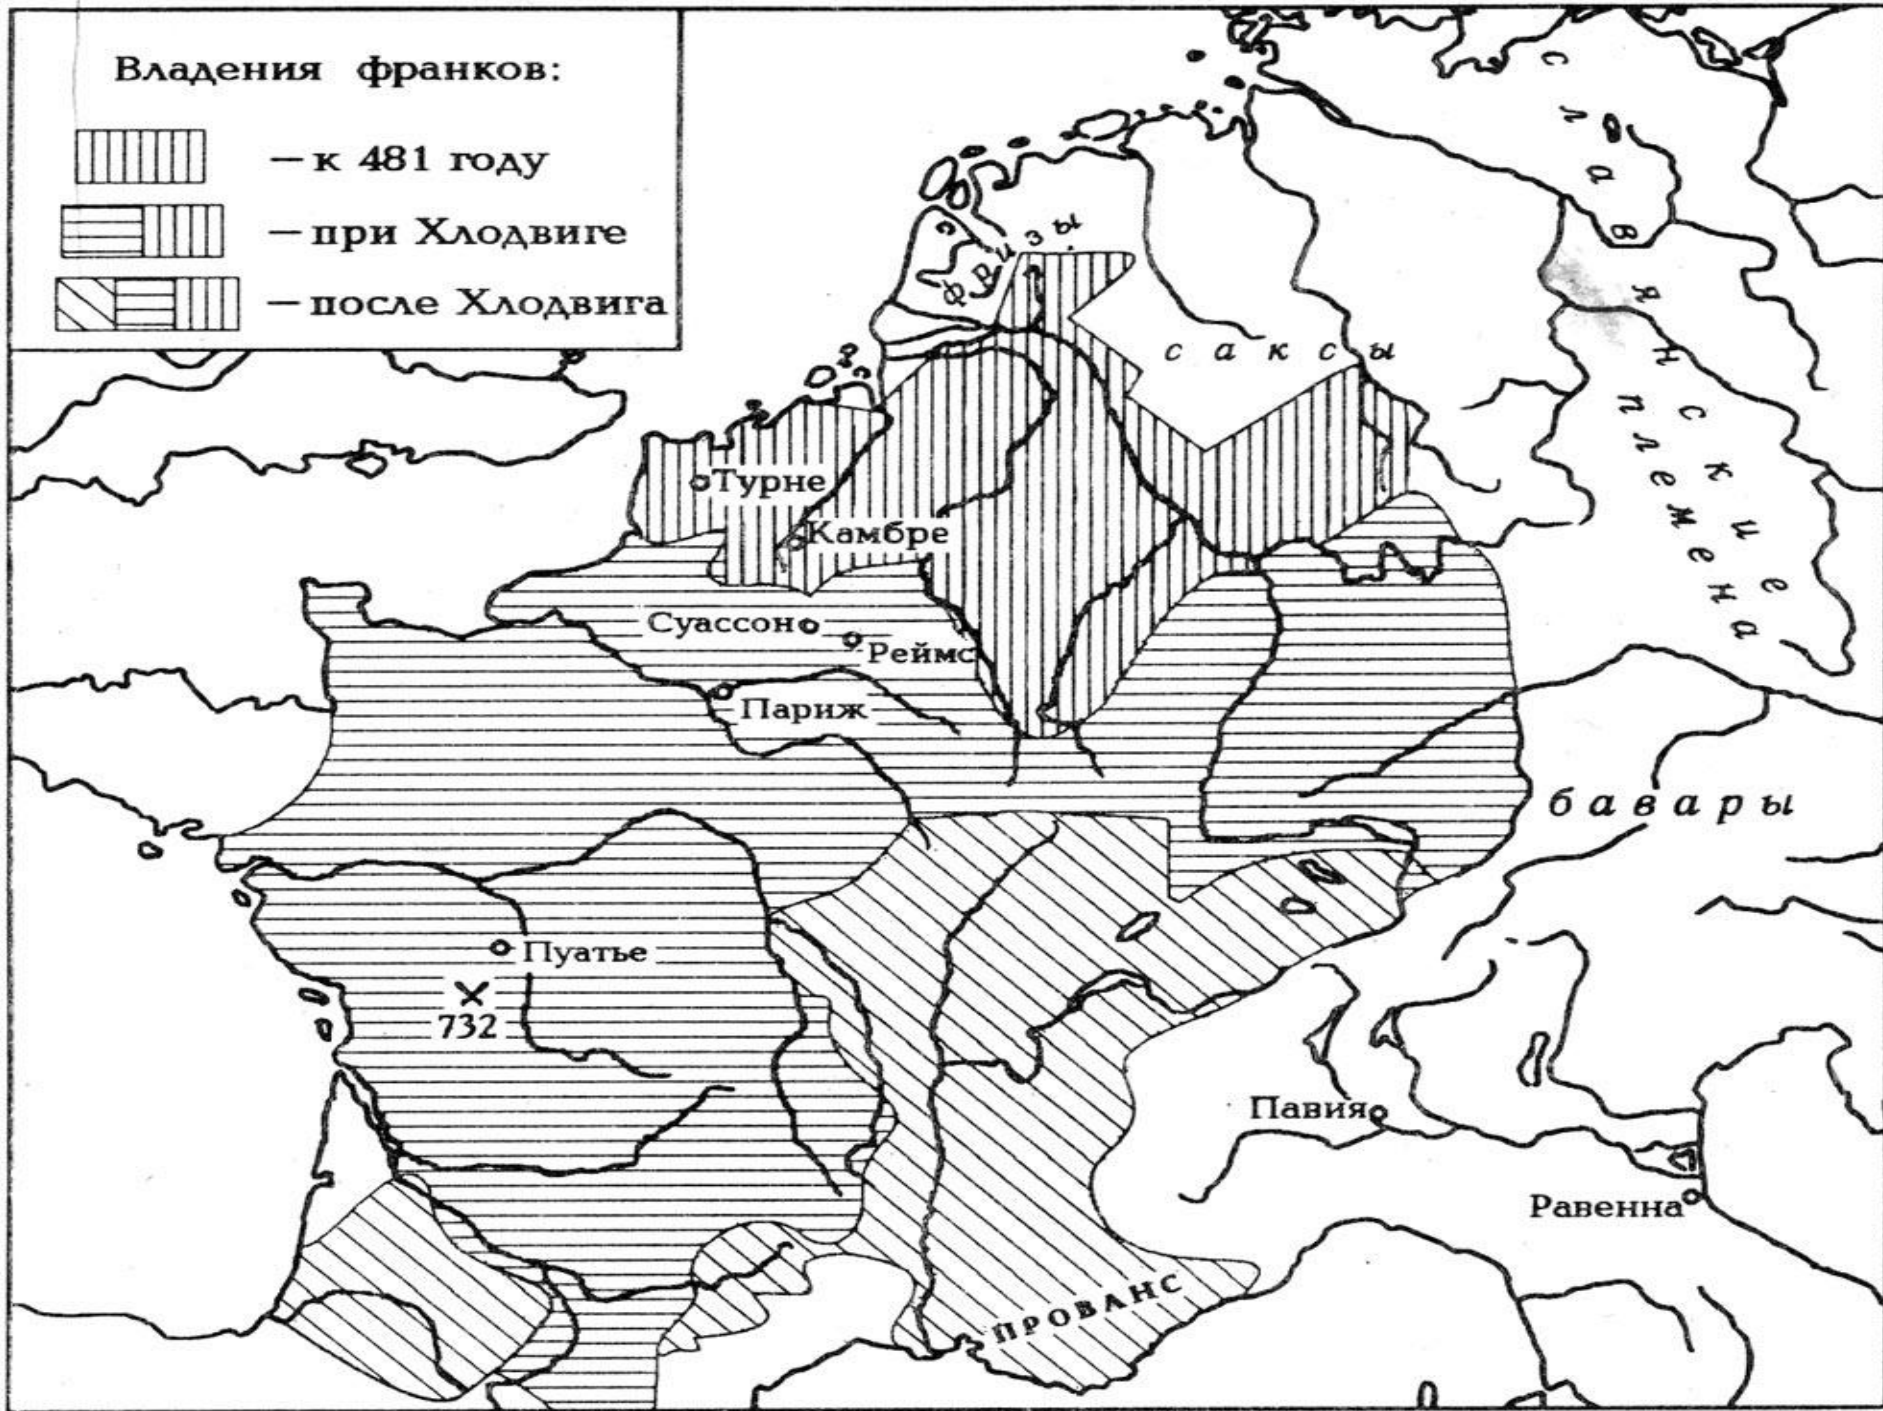 Владения франков:
– к 481 году
– при Хлодвиге
– после Хлодвига
славянские
племена
фризы
саксы
Турне
Камбре
Суассон
Реймс
Париж
бавары
Пуатье
732
Павия
Равенна
ПРОВАНС